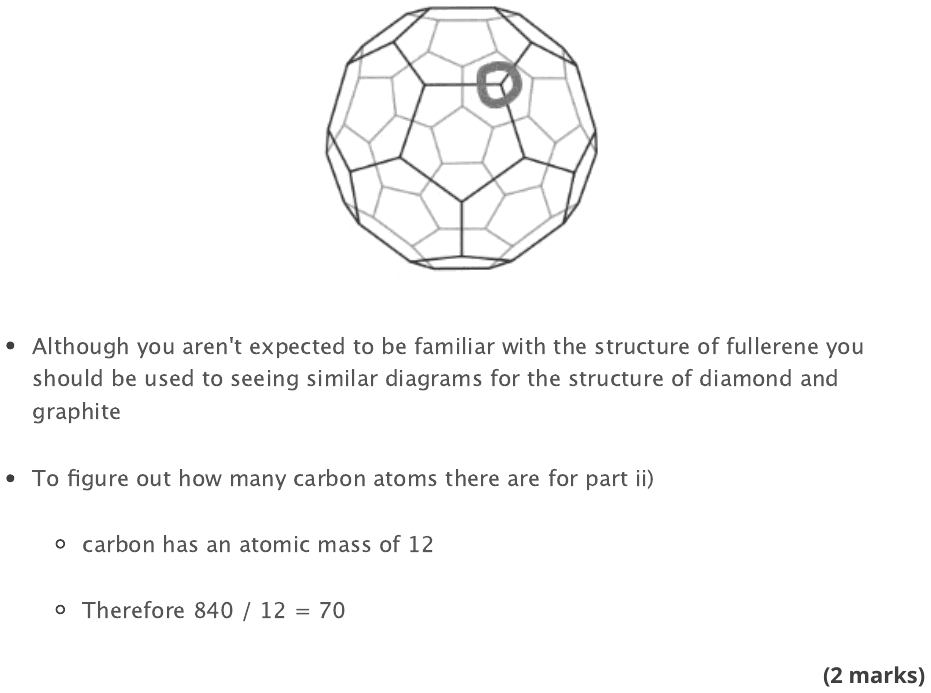 • Although you aren't expected to be familiar with the structure of fullerene you
should be used to seeing similar diagrams for the structure of diamond and
graphite
• To figure out how many carbon atoms there are for part ii)
○ carbon has an atomic mass of 12
○ Therefore 840 / 12 = 70
(2 marks)